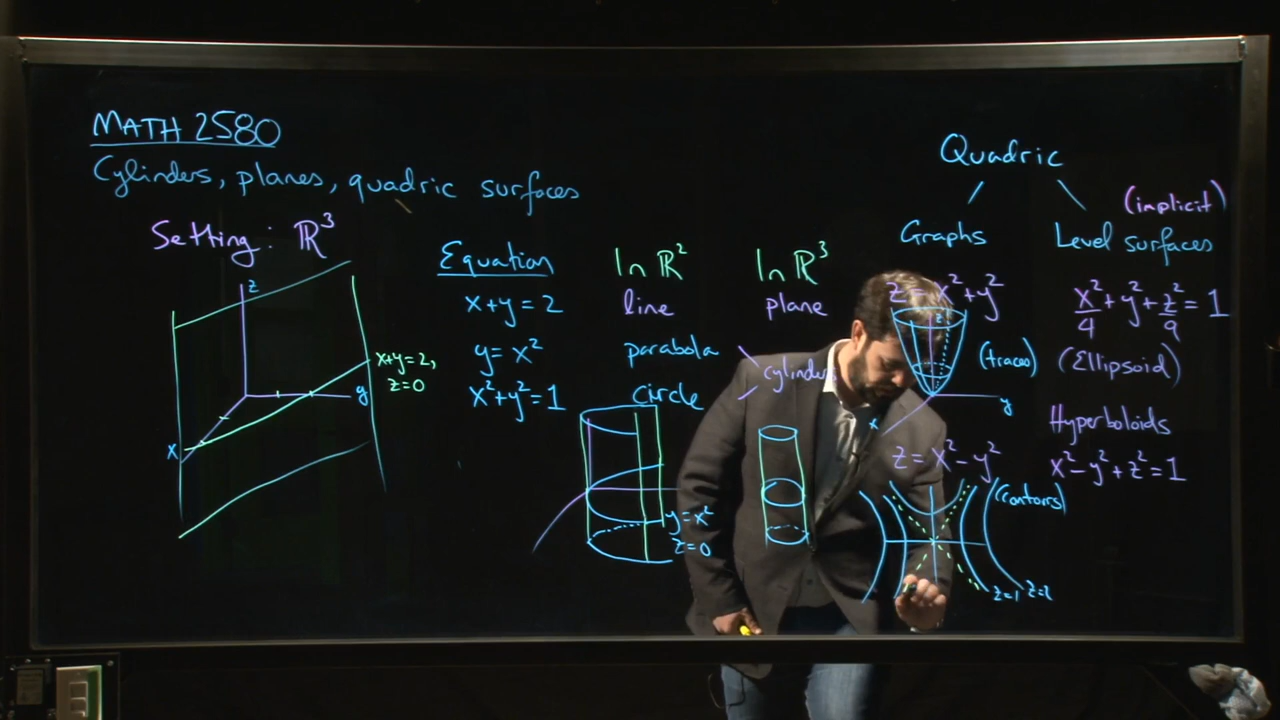 MATH 2580
Cylinders, planes, quadric surfaces
Setting: ℝ³
z
y
x
x+y=2,
z=0
Equation
In ℝ²
In ℝ³
x+y=2
line
plane
y=x²
parabola
x²+y²=1
circle
cylinders
y=x²
z=0
Quadric
Graphs
(implicit)
Level surfaces
z=x²+y²
z
(traces)
y
x
z=x²-y²
(contours)
z=1 z=2
x²/4+y²+z²/9=1
(Ellipsoid)
Hyperboloids
x²-y²+z²=1